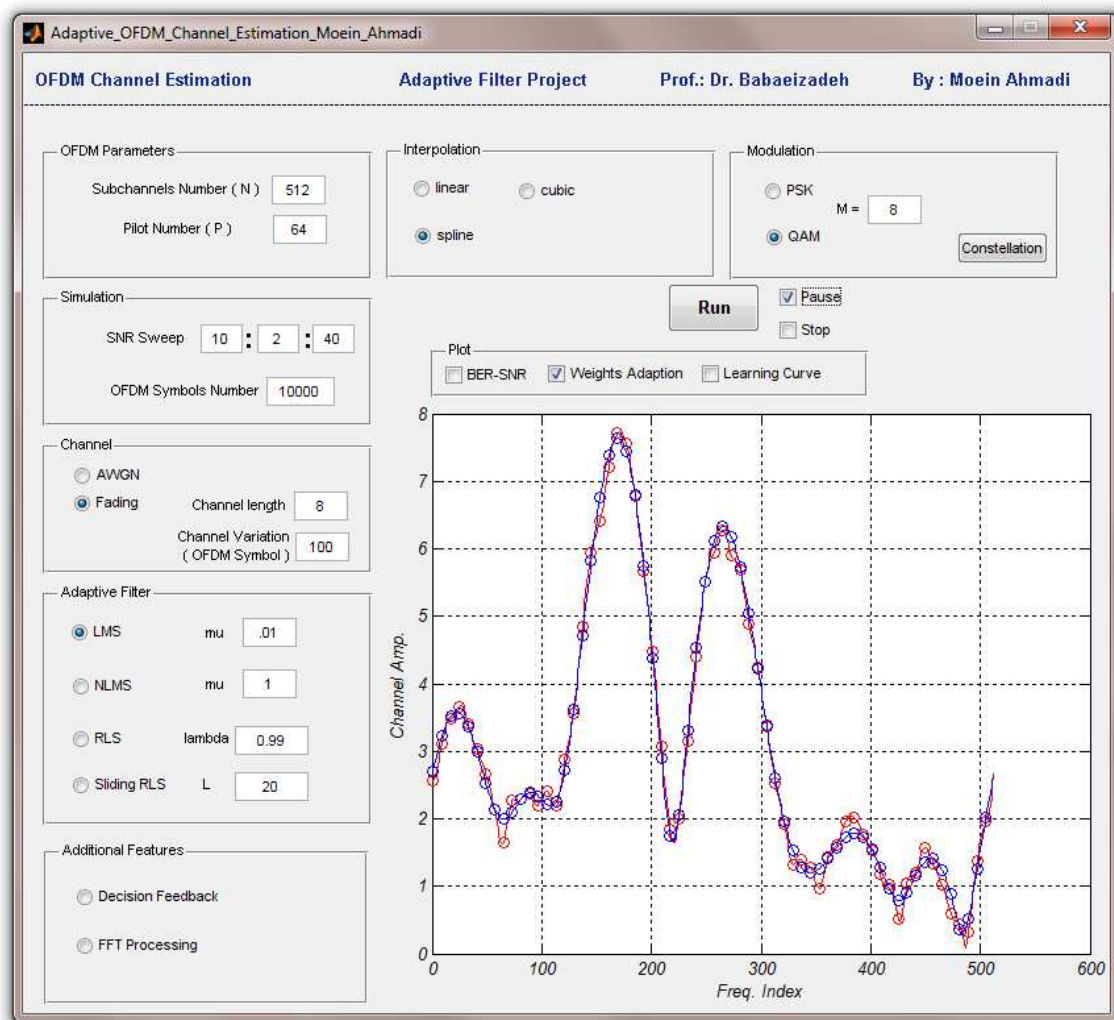 Adaptive_OFDM_Channel_Estimation_Moein_Ahmadi
OFDM Channel Estimation Adaptive Filter Project Prof.: Dr. Babaeizadeh By : Moein Ahmadi
OFDM Parameters
Subchannels Number ( N ) 512
Pilot Number ( P ) 64
Interpolation
linear cubic
spline
Modulation
PSK
M = 8
QAM
Constellation
Simulation
SNR Sweep 10 : 2 : 40
OFDM Symbols Number 10000
Run
Pause
Stop
Plot
BER-SNR Weights Adaption Learning Curve
Channel
AWGN
Fading Channel length 8
Channel Variation
( OFDM Symbol ) 100
Adaptive Filter
LMS mu .01
NLMS mu 1
RLS lambda 0.99
Sliding RLS L 20
Additional Features
Decision Feedback
FFT Processing
8
7
6
5
4
3
2
1
0
Channel Amp.
0 100 200 300 400 500 600
Freq. Index